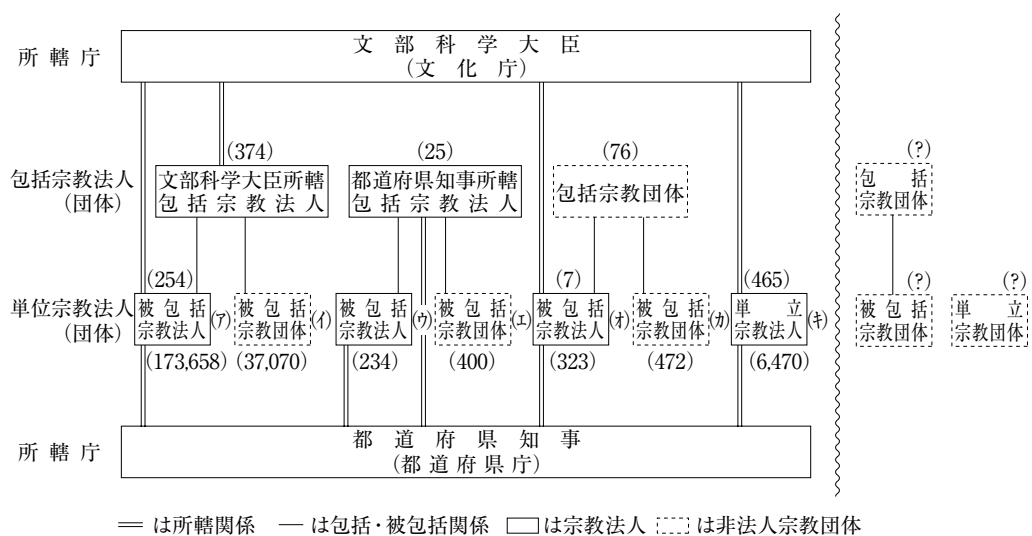 所轄庁
文部科学大臣
(文化庁)
(374)
(25)
(76)
(?)
包括宗教法人
(団体)
文部科学大臣所轄
包括宗教法人
都道府県知事所轄
包括宗教法人
包括宗教団体
包括
宗教団体
(254)
(7)
(465)
(?)
(?)
単位宗教法人
(団体)
被包括
宗教法人
(ア)
被包括
宗教団体
(イ)
被包括
宗教法人
(ウ)
被包括
宗教団体
(エ)
被包括
宗教法人
(オ)
被包括
宗教団体
(カ)
単立
宗教法人
(キ)
被包括
宗教団体
単立
宗教団体
(173,658)
(37,070)
(234)
(400)
(323)
(472)
(6,470)
所轄庁
都道府県知事
(都道府県庁)
は所轄関係 は包括・被包括関係 は宗教法人 は非法人宗教団体